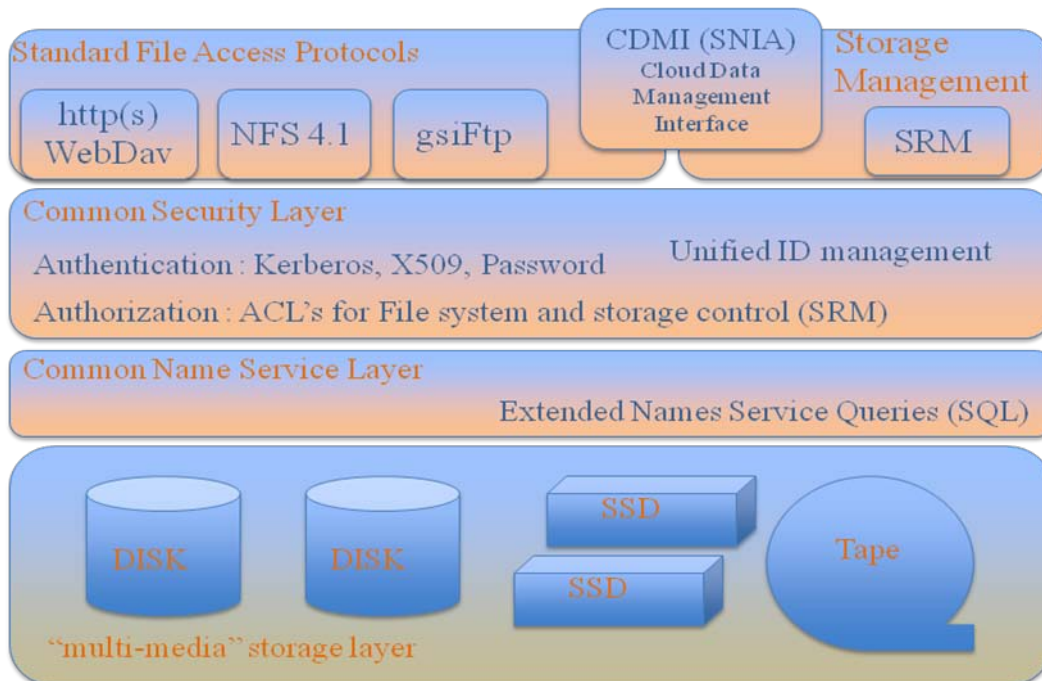 Standard File Access Protocols
http(s)
WebDav
NFS 4.1
gsiFtp
CDMI (SNIA)
Cloud Data
Management
Interface
Storage
Management
SRM
Common Security Layer
Authentication : Kerberos, X509, Password
Unified ID management
Authorization : ACL's for File system and storage control (SRM)
Common Name Service Layer
Extended Names Service Queries (SQL)
DISK
DISK
SSD
SSD
Tape
“multi-media” storage layer